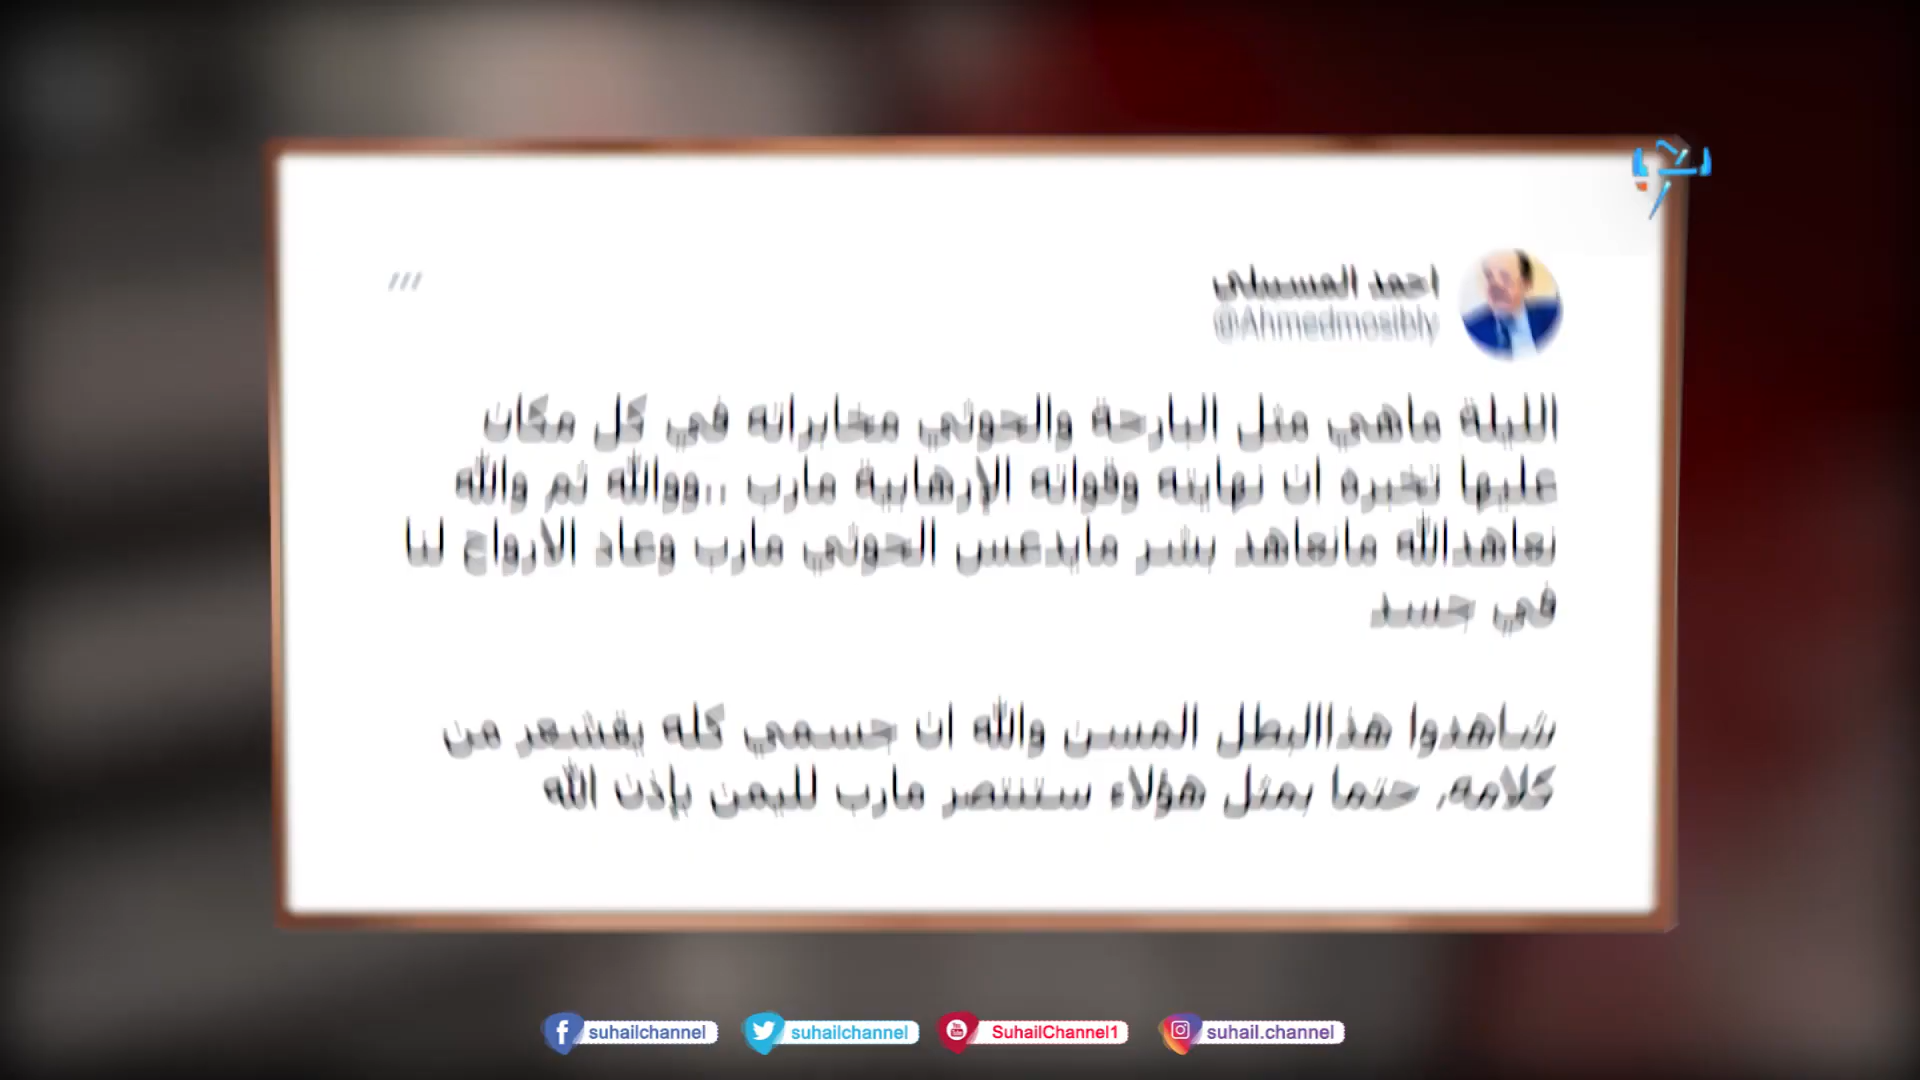 احمد المسيبلي
@Ahmedmosibly
الليلة ماهي مثل البارحة والحوثي مخابراته في كل مكان
عليها تخبره ان نهايته وقواته الإرهابية مارب ..ووالله ثم والله
نعاهدالله مانعاهد بشر مايدعس الحوثي مارب وعاد الارواح لنا
في جسد
شاهدوا هذاالبطل المسن والله ان جسمي كله يقشعر من
كلامه، حتما بمثل هؤلاء ستنتصر مارب لليمن بإذن الله
suhailchannel suhailchannel SuhailChannel1 suhail.channel